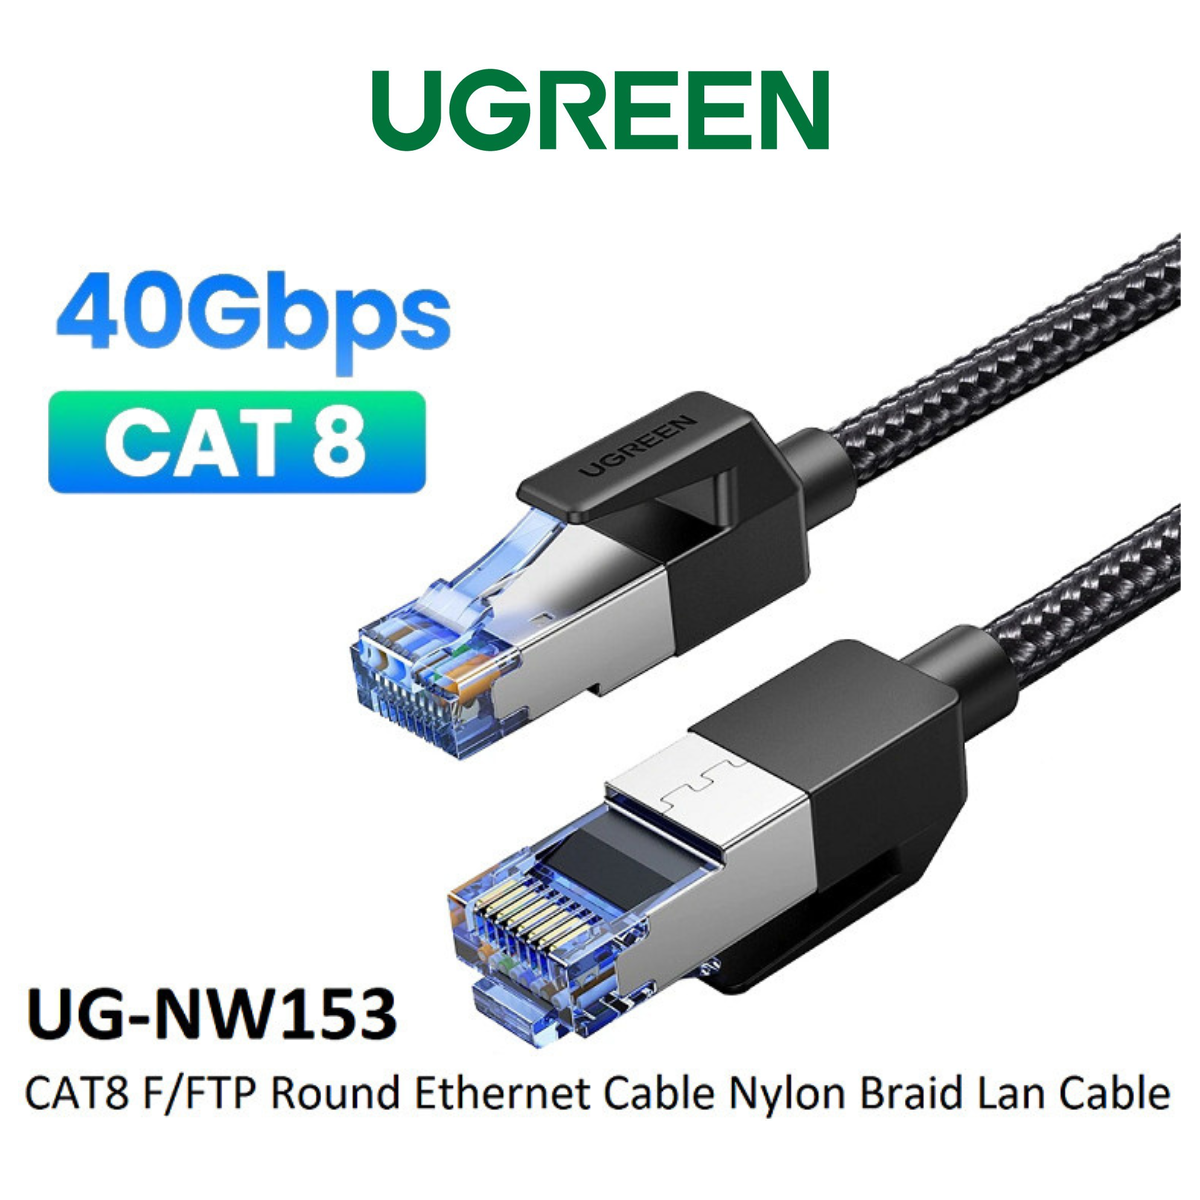 UGREEN
40Gbps
CAT 8
UGREEN
UG-NW153
CAT8 F/FTP Round Ethernet Cable Nylon Braid Lan Cable